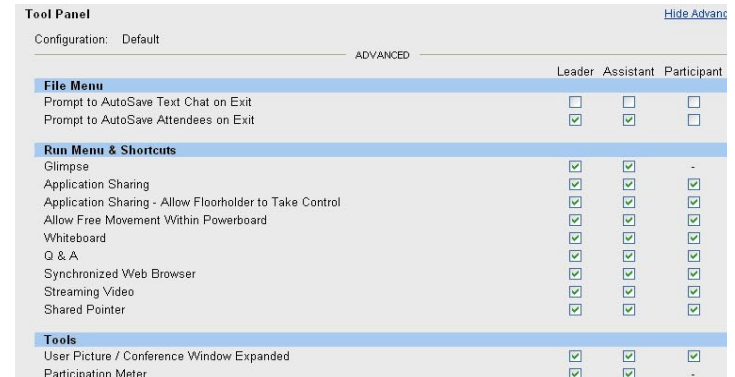 Tool Panel Hide Advanc
Configuration: Default
ADVANCED
Leader Assistant Participant
File Menu
Prompt to AutoSave Text Chat on Exit
Prompt to AutoSave Attendees on Exit
Run Menu & Shortcuts
Glimpse -
Application Sharing
Application Sharing - Allow Floorholder to Take Control
Allow Free Movement Within Powerboard
Whiteboard
Q & A
Synchronized Web Browser
Streaming Video
Shared Pointer
Tools
User Picture / Conference Window Expanded
Participation Meter -